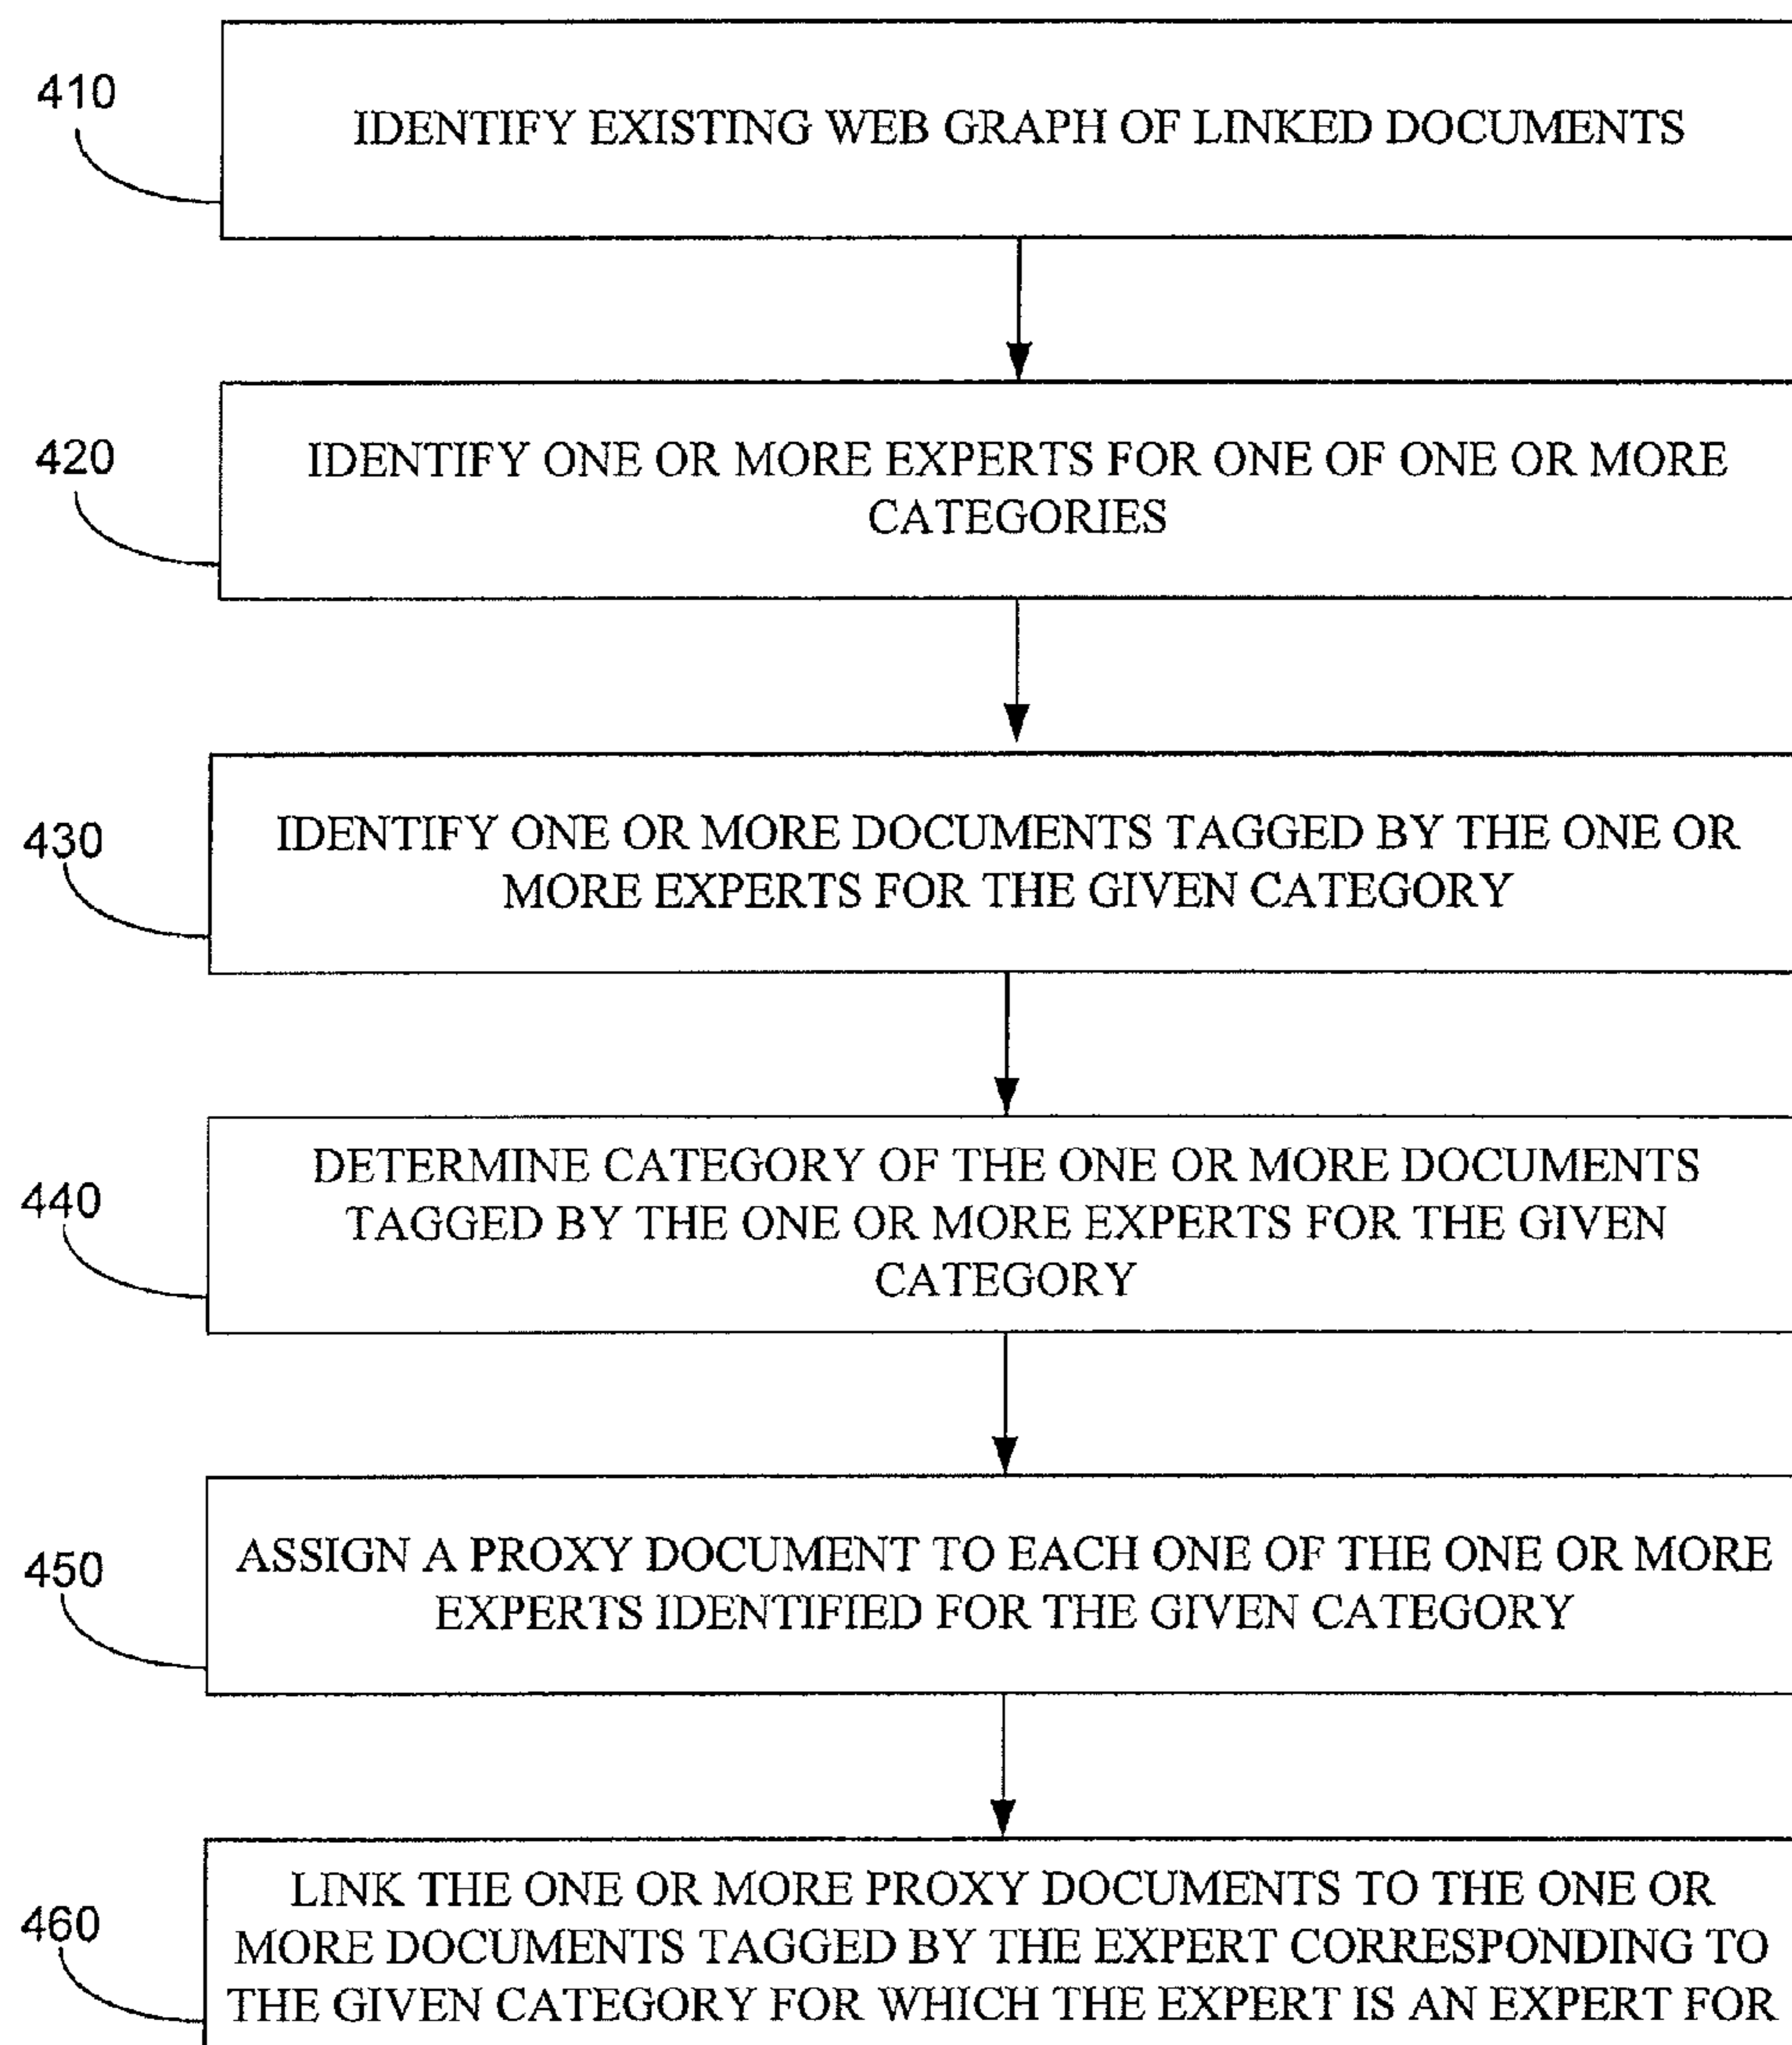 410
IDENTIFY EXISTING WEB GRAPH OF LINKED DOCUMENTS
420
IDENTIFY ONE OR MORE EXPERTS FOR ONE OF ONE OR MORE
CATEGORIES
430
IDENTIFY ONE OR MORE DOCUMENTS TAGGED BY THE ONE OR
MORE EXPERTS FOR THE GIVEN CATEGORY
440
DETERMINE CATEGORY OF THE ONE OR MORE DOCUMENTS
TAGGED BY THE ONE OR MORE EXPERTS FOR THE GIVEN
CATEGORY
450
ASSIGN A PROXY DOCUMENT TO EACH ONE OF THE ONE OR MORE
EXPERTS IDENTIFIED FOR THE GIVEN CATEGORY
460
LINK THE ONE OR MORE PROXY DOCUMENTS TO THE ONE OR
MORE DOCUMENTS TAGGED BY THE EXPERT CORRESPONDING TO
THE GIVEN CATEGORY FOR WHICH THE EXPERT IS AN EXPERT FOR